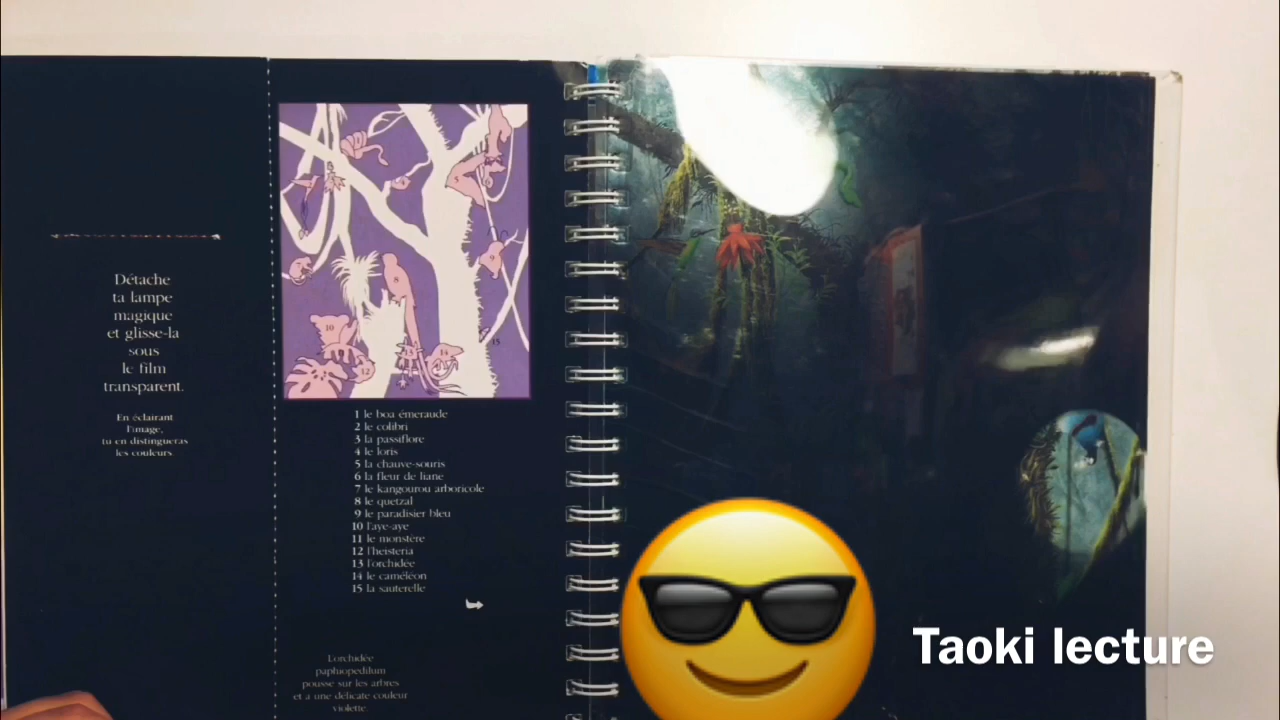 Détache
ta lampe
magique
et glisse-la
sous
le film
transparent.
En éclairant
l'image,
tu en distingueras
les couleurs
10
12
15
1 le boa émeraude
2 le colibri
3 la passiflore
4 le loris
5 la chauve-souris
6 la fleur de liane
7 le kangourou arboricole
8 le quetzal
9 le paradisier bleu
10 l'aye-aye
11 le monstère
12 l'heisteria
13 l'orchidée
14 le caméléon
15 la sauterelle
L'orchidée
paphiopedilum
pousse sur les arbres
et a une délicate couleur
violette.
Taoki lecture